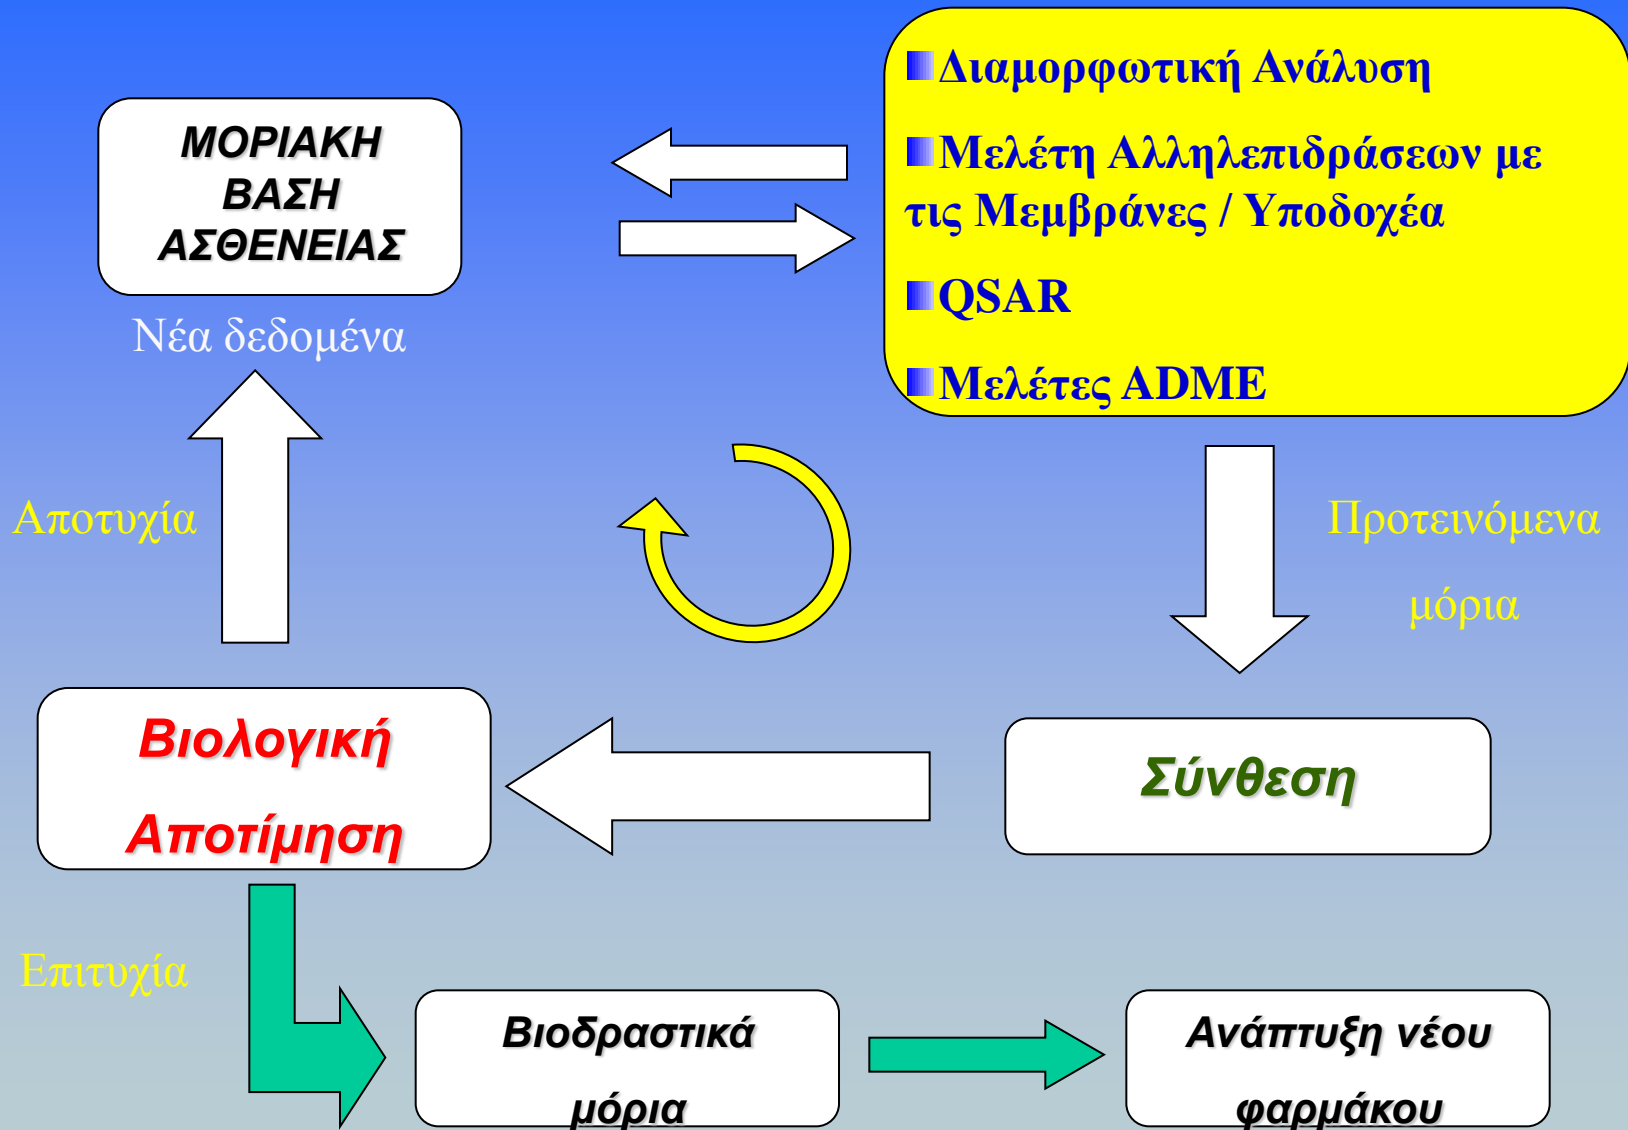 Διαμορφωτική Ανάλυση
Μελέτη Αλληλεπιδράσεων με
τις Μεμβράνες / Υποδοχέα
QSAR
Μελέτες ADME
ΜΟΡΙΑΚΗ
ΒΑΣΗ
ΑΣΘΕΝΕΙΑΣ
Νέα δεδομένα
Αποτυχία
Προτεινόμενα
μόρια
Βιολογική
Αποτίμηση
Σύνθεση
Επιτυχία
Βιοδραστικά
μόρια
Ανάπτυξη νέου
φαρμάκου